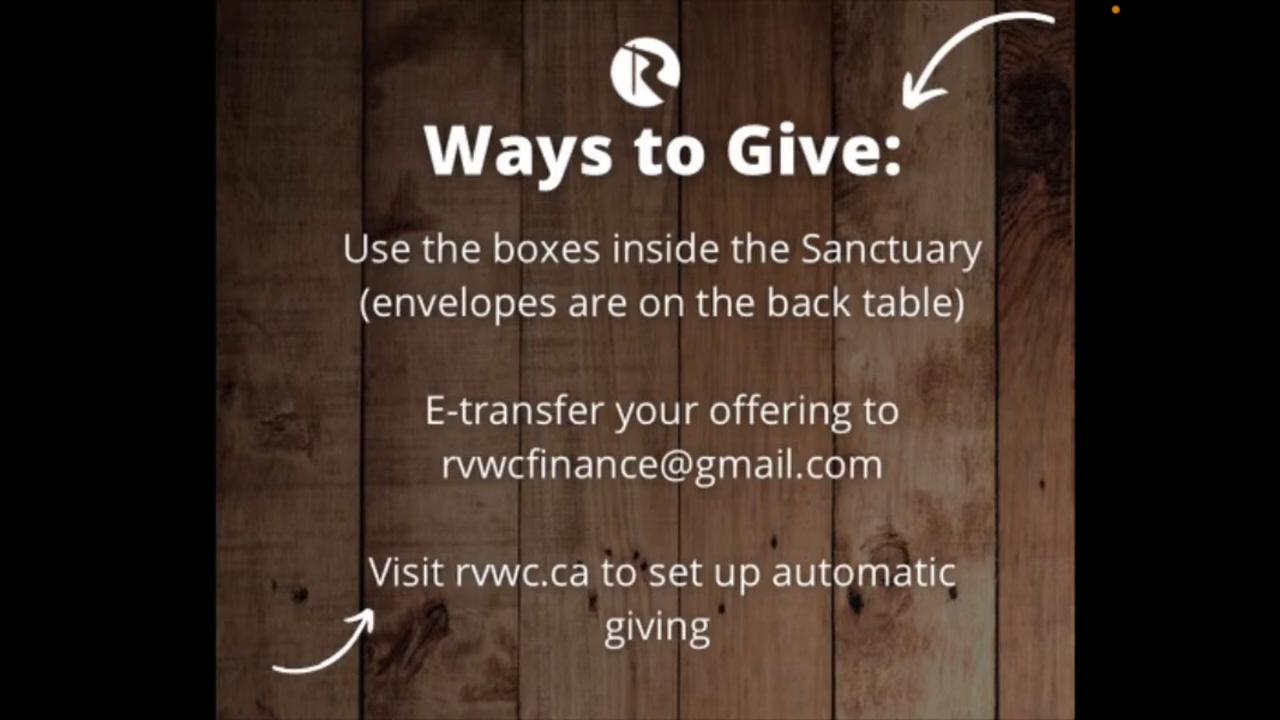 Ways to Give:
Use the boxes inside the Sanctuary
(envelopes are on the back table)
E-transfer your offering to
rvwcfinance@gmail.com
Visit rvwc.ca to set up automatic
giving